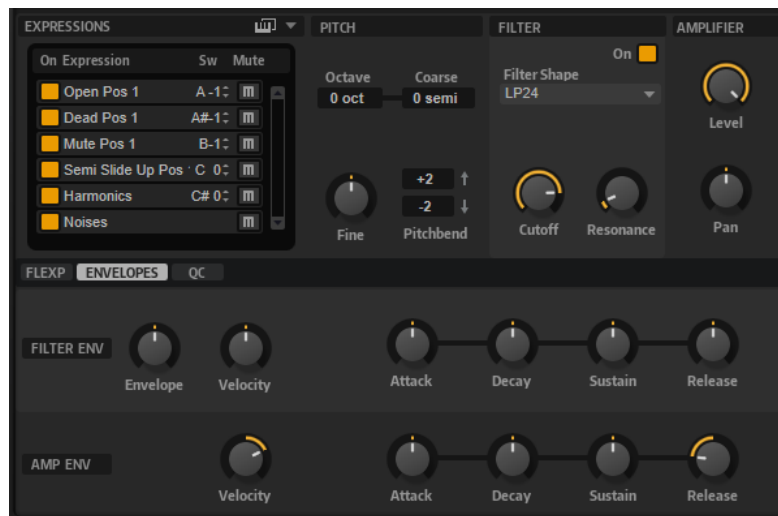 EXPRESSIONS
On Expression Sw Mute
Open Pos 1 A -1 m
Dead Pos 1 A#-1 m
Mute Pos 1 B-1 m
Semi Slide Up Pos C 0 m
Harmonics C# 0 m
Noises m
PITCH
Octave Coarse
0 oct 0 semi
Fine
+2
-2
Pitchbend
FILTER
On
Filter Shape
LP24
Cutoff Resonance
AMPLIFIER
Level
Pan
FLEXP ENVELOPES QC
FILTER ENV
Envelope Velocity Attack Decay Sustain Release
AMP ENV
Velocity Attack Decay Sustain Release